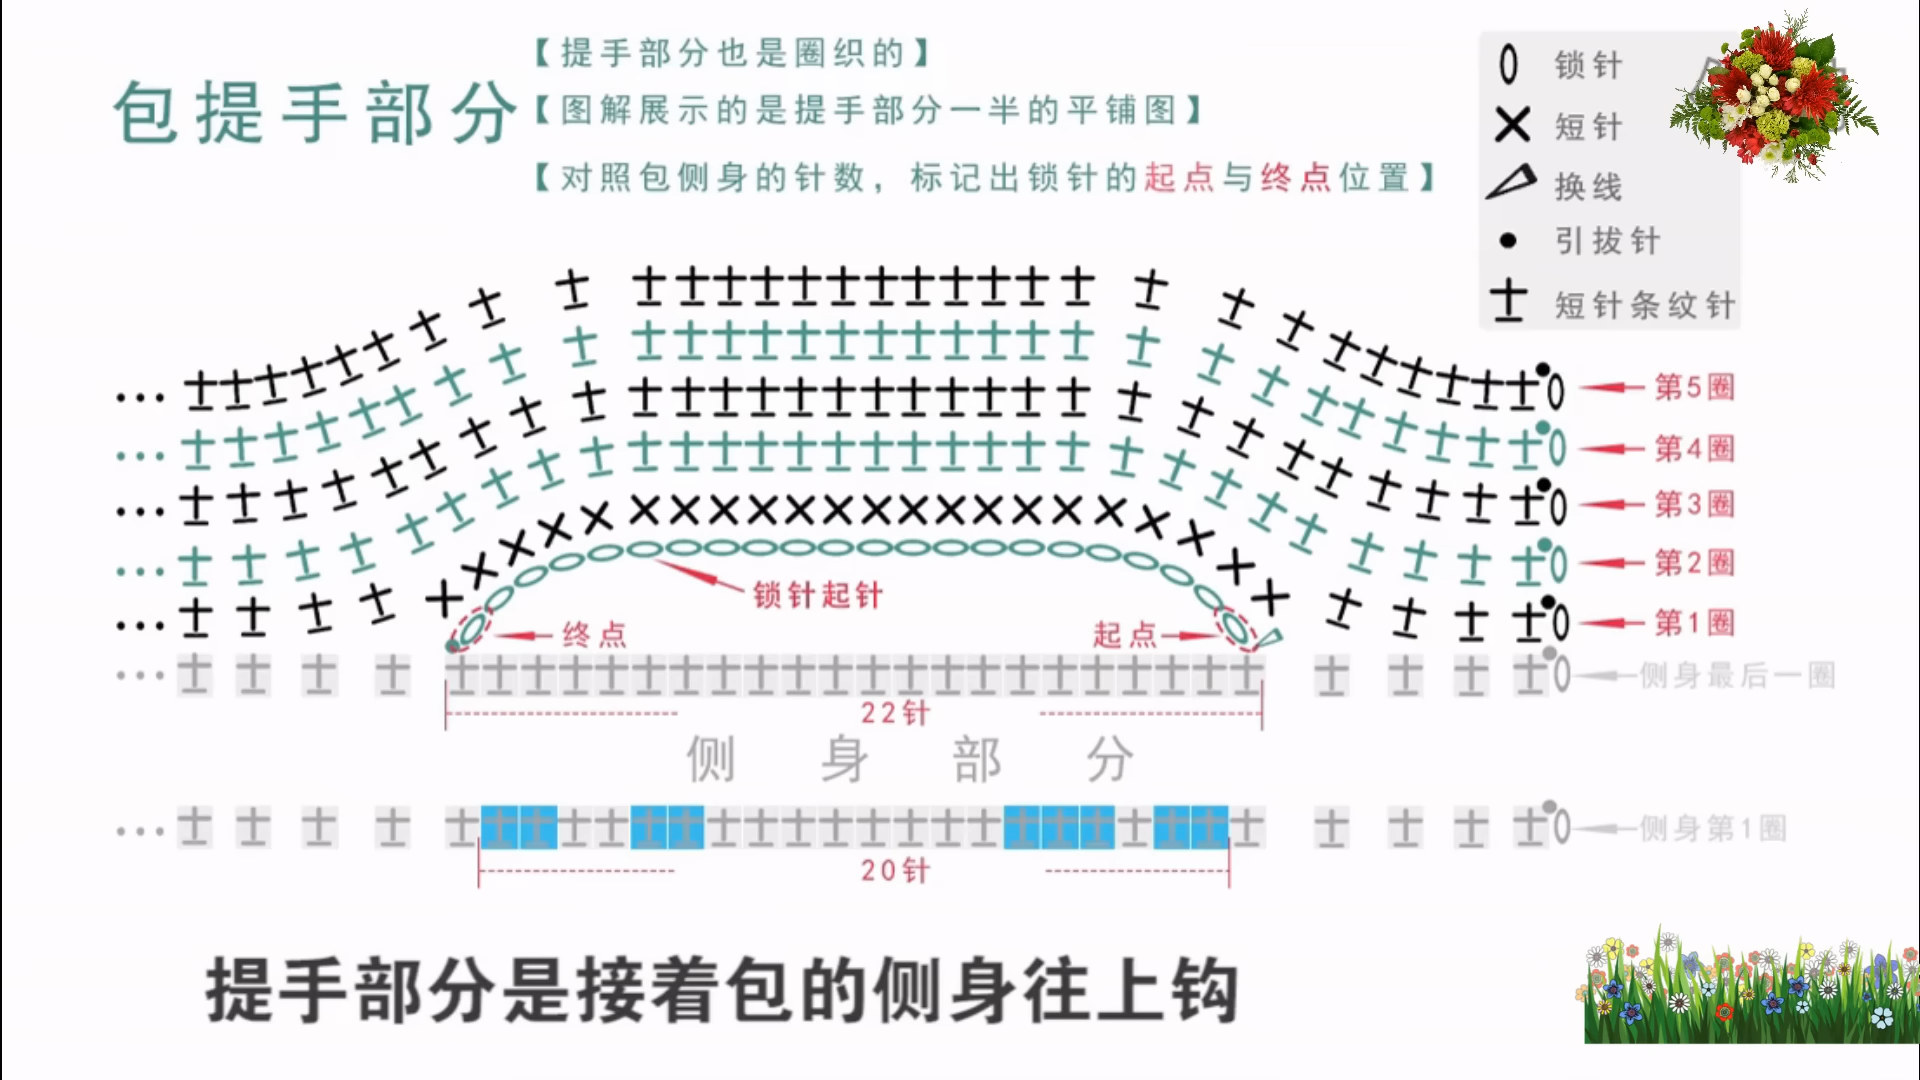 包提手部分
【提手部分也是圈织的】
【图解展示的是提手部分一半的平铺图】
【对照包侧身的针数，标记出锁针的起点与终点位置】
锁针
短针
换线
引拔针
短针条纹针
第5圈
第4圈
第3圈
第2圈
第1圈
锁针起针
终点
起点
侧身最后一圈
22针
侧身部分
侧身第1圈
20针
提手部分是接着包的侧身往上钩